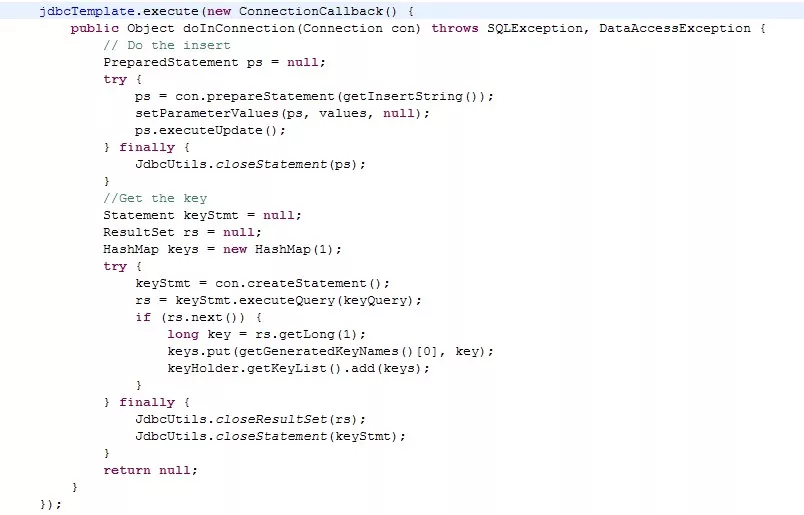 jdbcTemplate.execute(new ConnectionCallback() {
    public Object doInConnection(Connection con) throws SQLException, DataAccessException {
        // Do the insert
        PreparedStatement ps = null;
        try {
            ps = con.prepareStatement(getInsertString());
            setParameterValues(ps, values, null);
            ps.executeUpdate();
        } finally {
            JdbcUtils.closeStatement(ps);
        }
        //Get the key
        Statement keyStmt = null;
        ResultSet rs = null;
        HashMap keys = new HashMap(1);
        try {
            keyStmt = con.createStatement();
            rs = keyStmt.executeQuery(keyQuery);
            if (rs.next()) {
                long key = rs.getLong(1);
                keys.put(getGeneratedKeyNames()[0], key);
                keyHolder.getKeyList().add(keys);
            }
        } finally {
            JdbcUtils.closeResultSet(rs);
            JdbcUtils.closeStatement(keyStmt);
        }
        return null;
    }
});